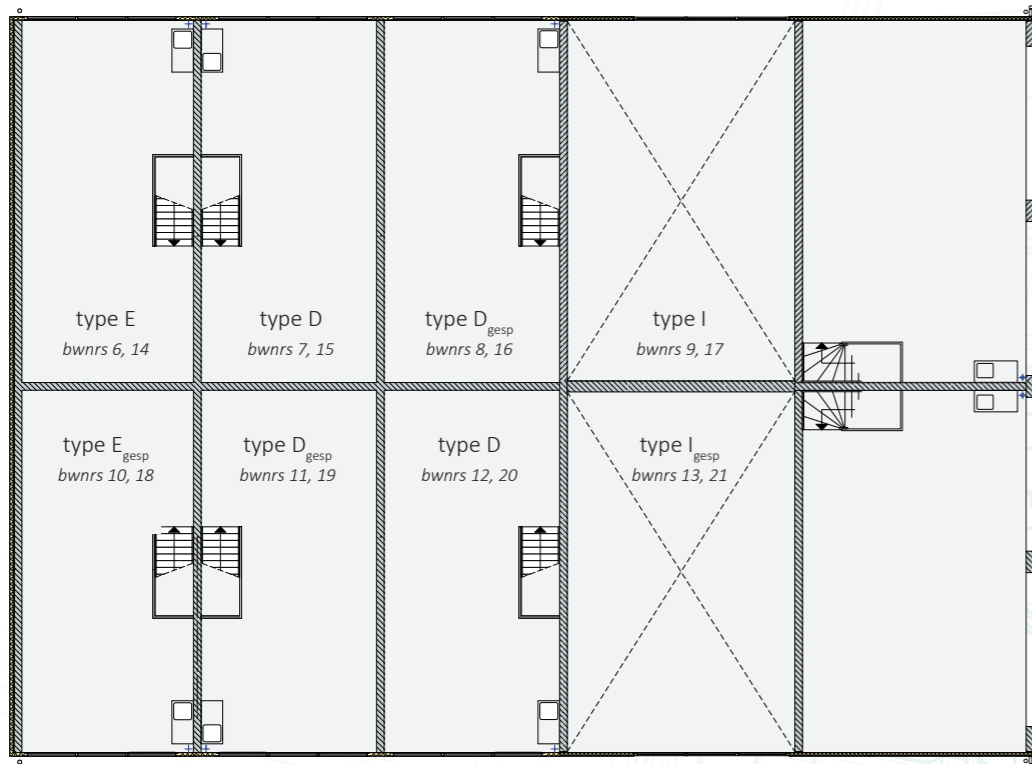 type E
bwnrs 6, 14
type D
bwnrs 7, 15
type Dgesp
bwnrs 8, 16
type I
bwnrs 9, 17
type Egesp
bwnrs 10, 18
type Dgesp
bwnrs 11, 19
type D
bwnrs 12, 20
type Igesp
bwnrs 13, 21